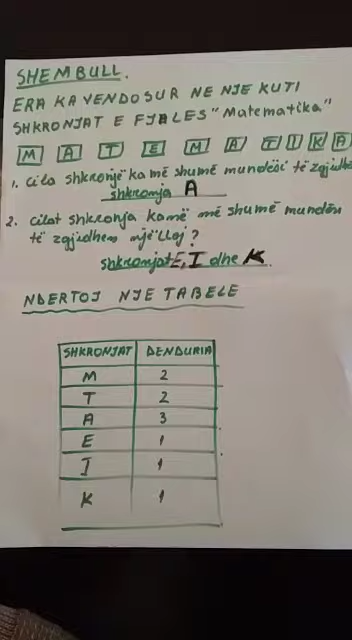 SHEMBULL.
ERA KA VENDOSUR NE NJE KUTI
SHKRONJAT E FJALES "Matematika"
M A T E M A T I K A
1. Cila shkronjë ka më shumë mundësi të zgjidhet
shkronja A
2. Cilat shkronja kanë më shumë mundësi
të zgjidhen njëlloj?
shkronjat E, I dhe K.
NDERTOJ NJE TABELE
SHKRONJAT DENDURIA
M 2
T 2
A 3
E 1
I 1
K 1